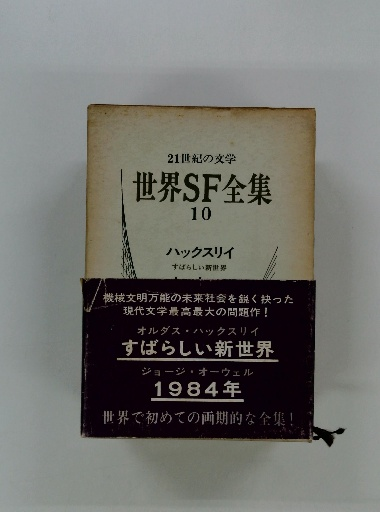 21世紀の文学
世界SF全集
10
ハックスリイ
すばらしい新世界
機械文明万能の未来社会を鋭く抉った
現代文学最高最大の問題作!
オルダス・ハックスリイ
すばらしい新世界
ジョージ・オーウェル
1984年
世界で初めての画期的な全集!